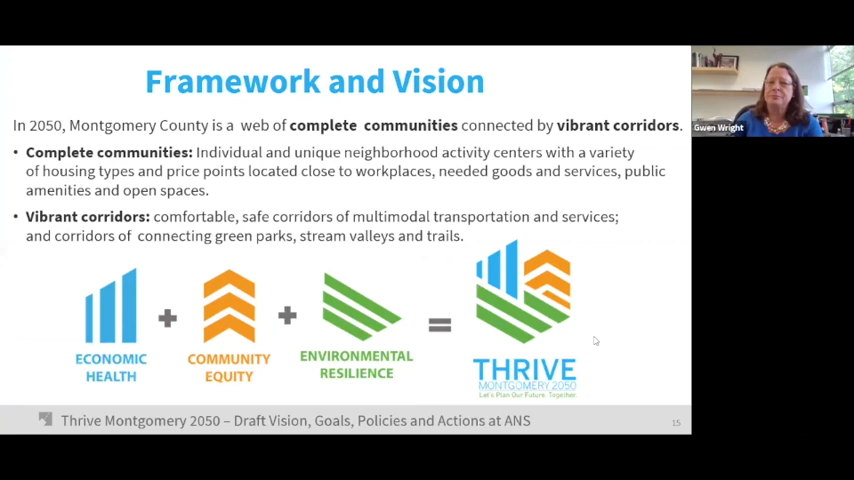 Framework and Vision
In 2050, Montgomery County is a web of complete communities connected by vibrant corridors.
• Complete communities: Individual and unique neighborhood activity centers with a variety
of housing types and price points located close to workplaces, needed goods and services, public
amenities and open spaces.
• Vibrant corridors: comfortable, safe corridors of multimodal transportation and services;
and corridors of connecting green parks, stream valleys and trails.
+
+
=
ECONOMIC
HEALTH
COMMUNITY
EQUITY
ENVIRONMENTAL
RESILIENCE
THRIVE
MONTGOMERY 2050
Let's Plan Our Future. Together.
Thrive Montgomery 2050 – Draft Vision, Goals, Policies and Actions at ANS
15
Gwen Wright